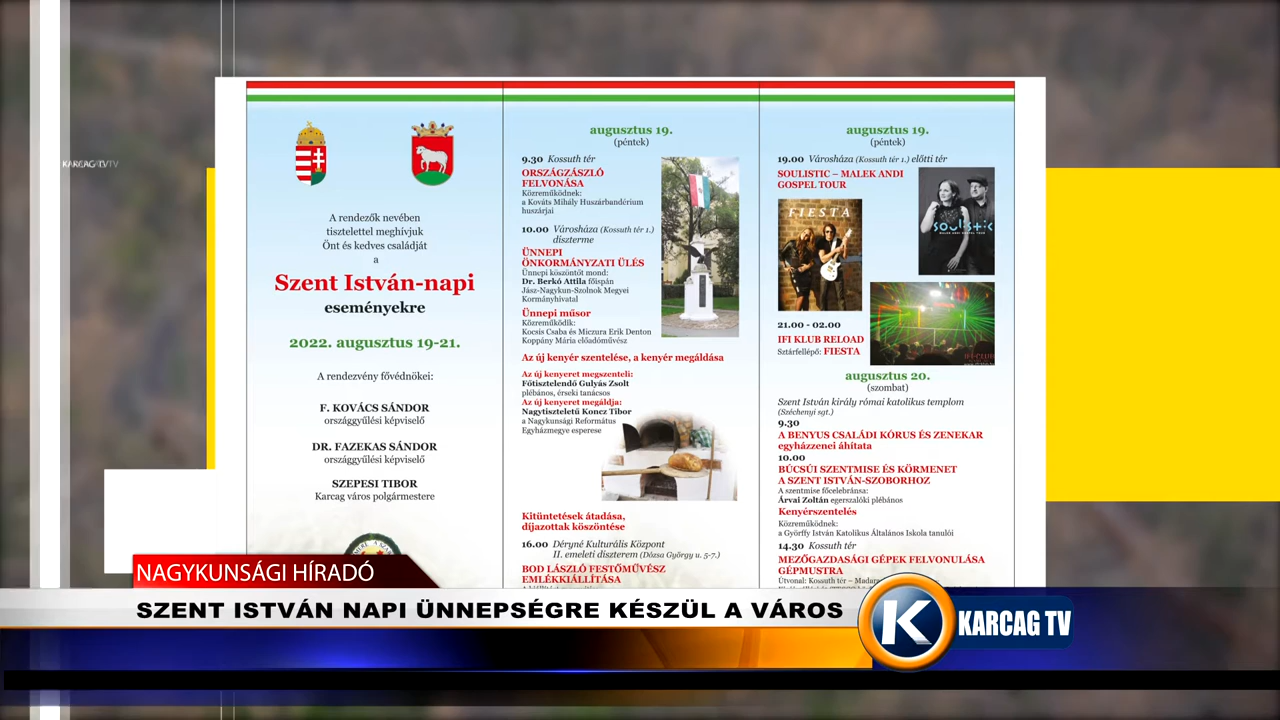 KARCAG TV
A rendezők nevében
tisztelettel meghívjuk
Önt és kedves családját
a
Szent István-napi
eseményekre
2022. augusztus 19-21.
A rendezvény fővédnökei:
F. KOVÁCS SÁNDOR
országgyűlési képviselő
DR. FAZEKAS SÁNDOR
országgyűlési képviselő
SZEPESI TIBOR
Karcag város polgármestere
augusztus 19.
(péntek)
9.30 Kossuth tér
ORSZÁGZÁSZLÓ
FELVONÁSA
Közreműködnek:
a Kováts Mihály Huszárbandérium
huszárjai
10.00 Városháza (Kossuth tér 1.)
díszterme
ÜNNEPI
ÖNKORMÁNYZATI ÜLÉS
Ünnepi köszöntőt mond:
Dr. Berkó Attila főispán
Jász-Nagykun-Szolnok Megyei
Kormányhivatal
Ünnepi műsor
Közreműködik:
Kocsis Csaba és Miczura Erik Denton
Koppány Mária előadóművész
Az új kenyér szentelése, a kenyér megáldása
Az új kenyeret megszenteli:
Főtisztelendő Gulyás Zsolt
plébános, érseki tanácsos
Az új kenyeret megáldja:
Nagytiszteletű Koncz Tibor
a Nagykunsági Református
Egyházmegye esperese
Kitüntetések átadása,
díjazottak köszöntése
16.00 Déryné Kulturális Központ
II. emeleti díszterem (Dózsa György u. 5-7.)
BOD LÁSZLÓ FESTŐMŰVÉSZ
EMLÉKKIÁLLÍTÁSA
augusztus 19.
(péntek)
19.00 Városháza (Kossuth tér 1.) előtti tér
SOULISTIC – MALEK ANDI
GOSPEL TOUR
FIESTA
soulistic
MALEK ANDI GOSPEL TOUR
21.00 - 02.00
IFI KLUB RELOAD
Sztárfellépő: FIESTA
IFI CLUB
augusztus 20.
(szombat)
Szent István király római katolikus templom
(Széchenyi sgt.)
9.30
A BENYUS CSALÁDI KÓRUS ÉS ZENEKAR
egyházzenei áhítata
10.00
BÚCSÚI SZENTMISE ÉS KÖRMENET
A SZENT ISTVÁN-SZOBORHOZ
A szentmise főcelebránsa:
Árvai Zoltán egerszalóki plébános
Kenyérszentelés
Közreműködnek:
a Györffy István Katolikus Általános Iskola tanulói
14.30 Kossuth tér
MEZŐGAZDASÁGI GÉPEK FELVONULÁSA
GÉPMUSTRA
Útvonal: Kossuth tér –
NAGYKUNSÁGI HÍRADÓ
SZENT ISTVÁN NAPI ÜNNEPSÉGRE KÉSZÜL A VÁROS
K KARCAG TV